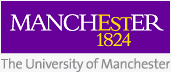 MANCHESTER
1824
The University of Manchester